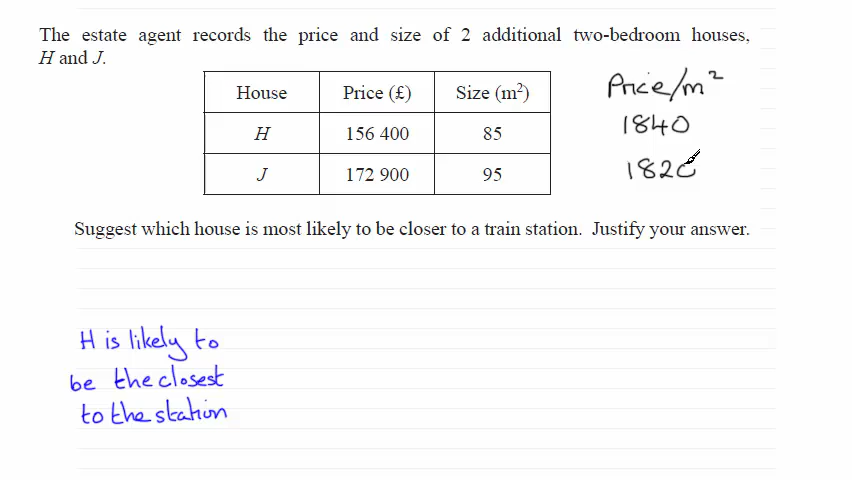 The estate agent records the price and size of 2 additional two-bedroom houses,
H and J.
House Price (£) Size (m²)
H 156 400 85
J 172 900 95
Price/m²
1840
1820
Suggest which house is most likely to be closer to a train station. Justify your answer.
H is likely to
be the closest
to the station